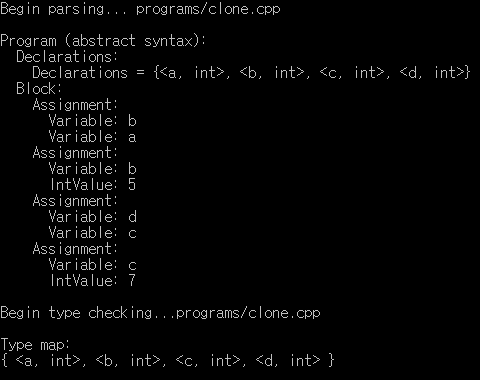 Begin parsing... programs/clone.cpp
Program (abstract syntax):
Declarations:
Declarations = {<a, int>, <b, int>, <c, int>, <d, int>}
Block:
Assignment:
Variable: b
Variable: a
Assignment:
Variable: b
IntValue: 5
Assignment:
Variable: d
Variable: c
Assignment:
Variable: c
IntValue: 7
Begin type checking...programs/clone.cpp
Type map:
{ <a, int>, <b, int>, <c, int>, <d, int> }